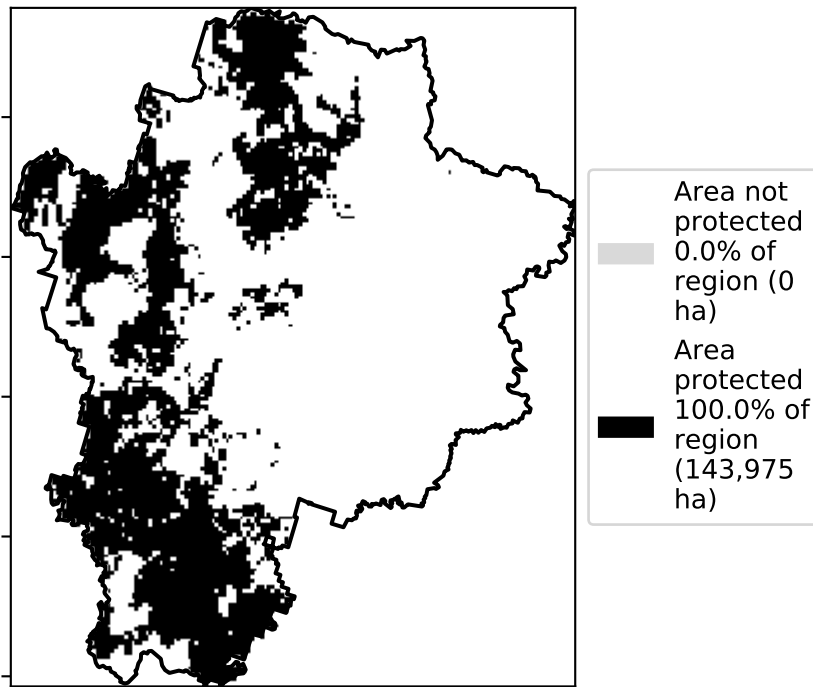 Area not
protected
0.0% of
region (0
ha)
Area
protected
100.0% of
region
(143,975
ha)